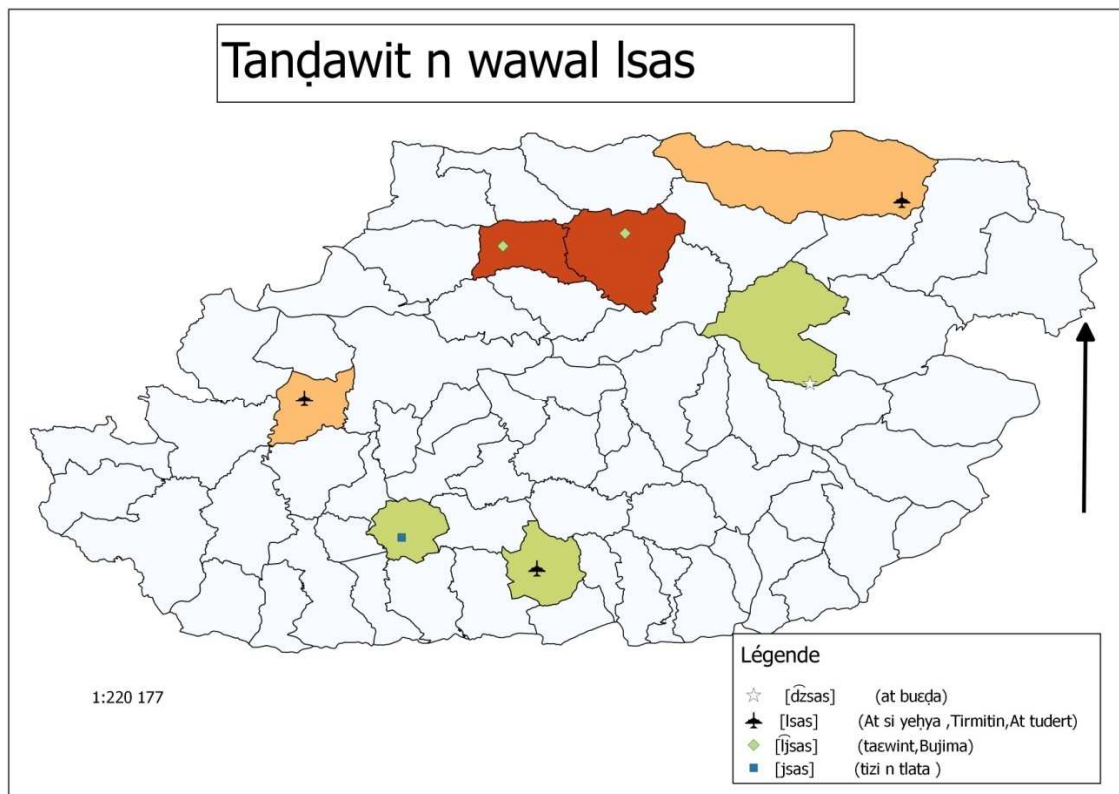 Tanḍawit n wawal lsas
1:220 177
Légende
[d͡zsas] (at buɛḍa)
[lsas] (At si yeḥya ,Tirmitin,At tudert)
[l͡jsas] (taɛwint,Bujima)
[jsas] (tizi n tlata )